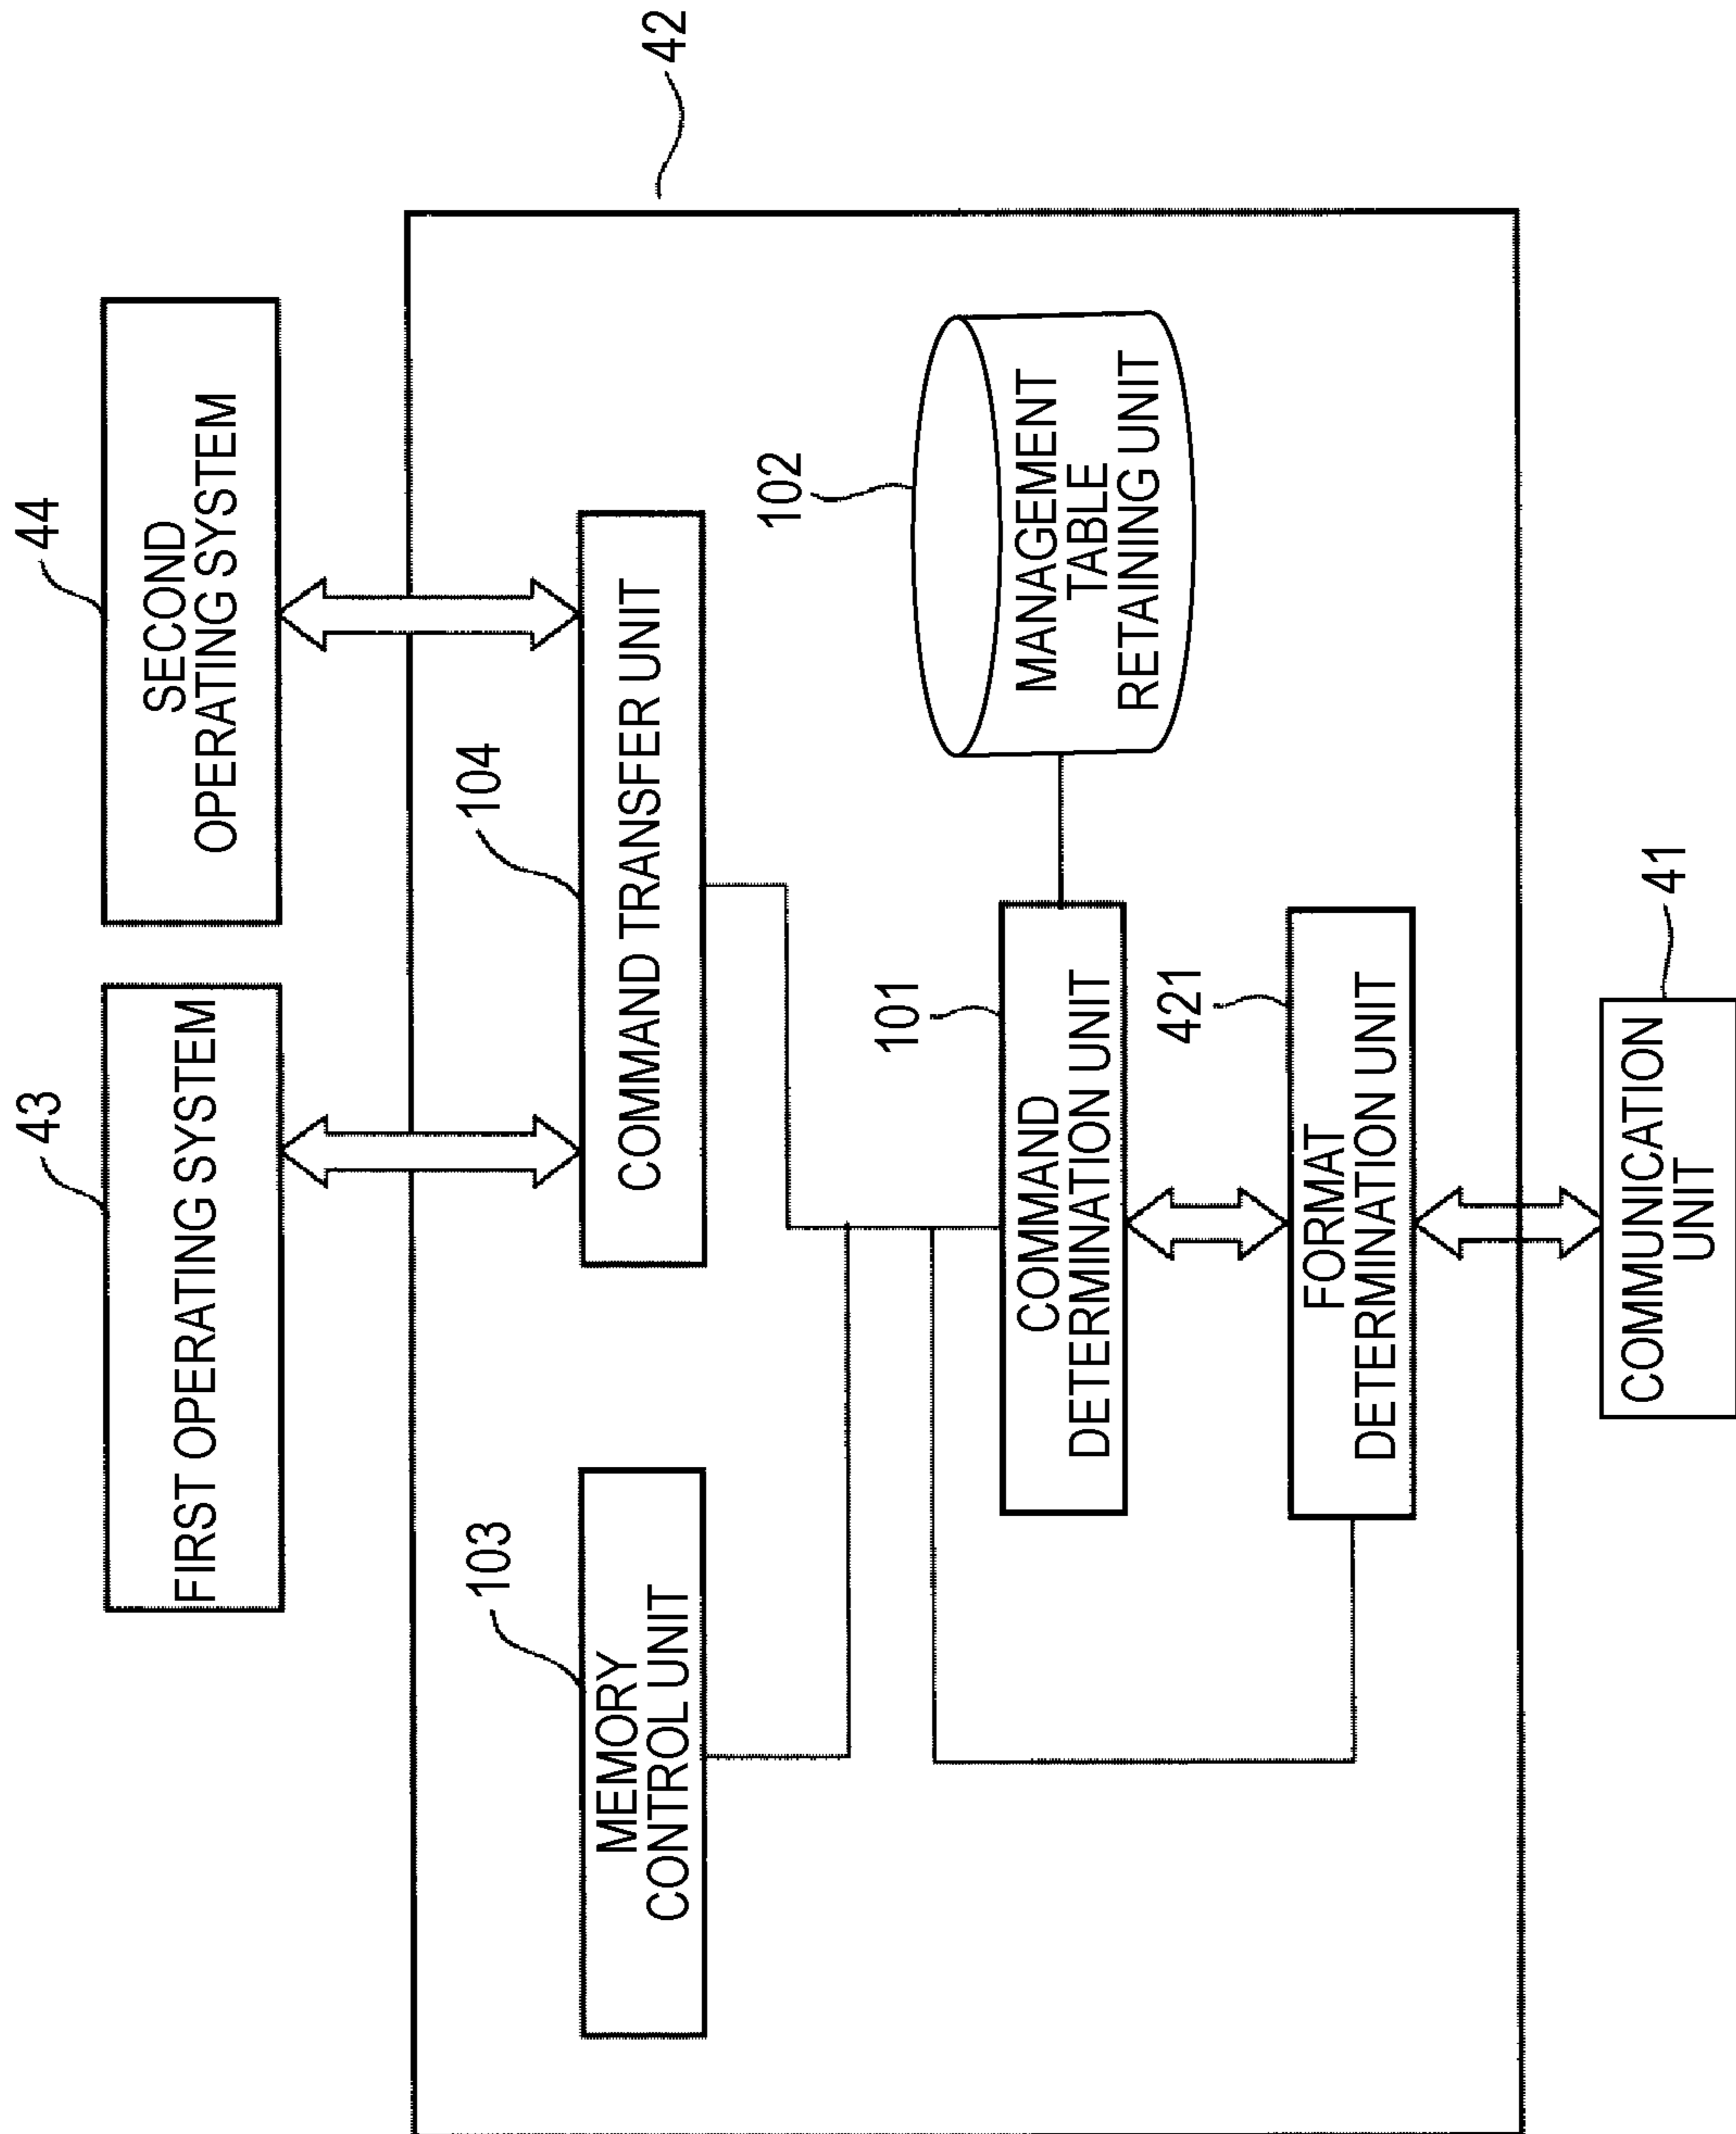 43
FIRST OPERATING SYSTEM
44
SECOND
OPERATING SYSTEM
42
103
MEMORY
CONTROL UNIT
104
COMMAND TRANSFER UNIT
101
COMMAND
DETERMINATION UNIT
102
MANAGEMENT
TABLE
RETAINING UNIT
421
FORMAT
DETERMINATION UNIT
41
COMMUNICATION
UNIT